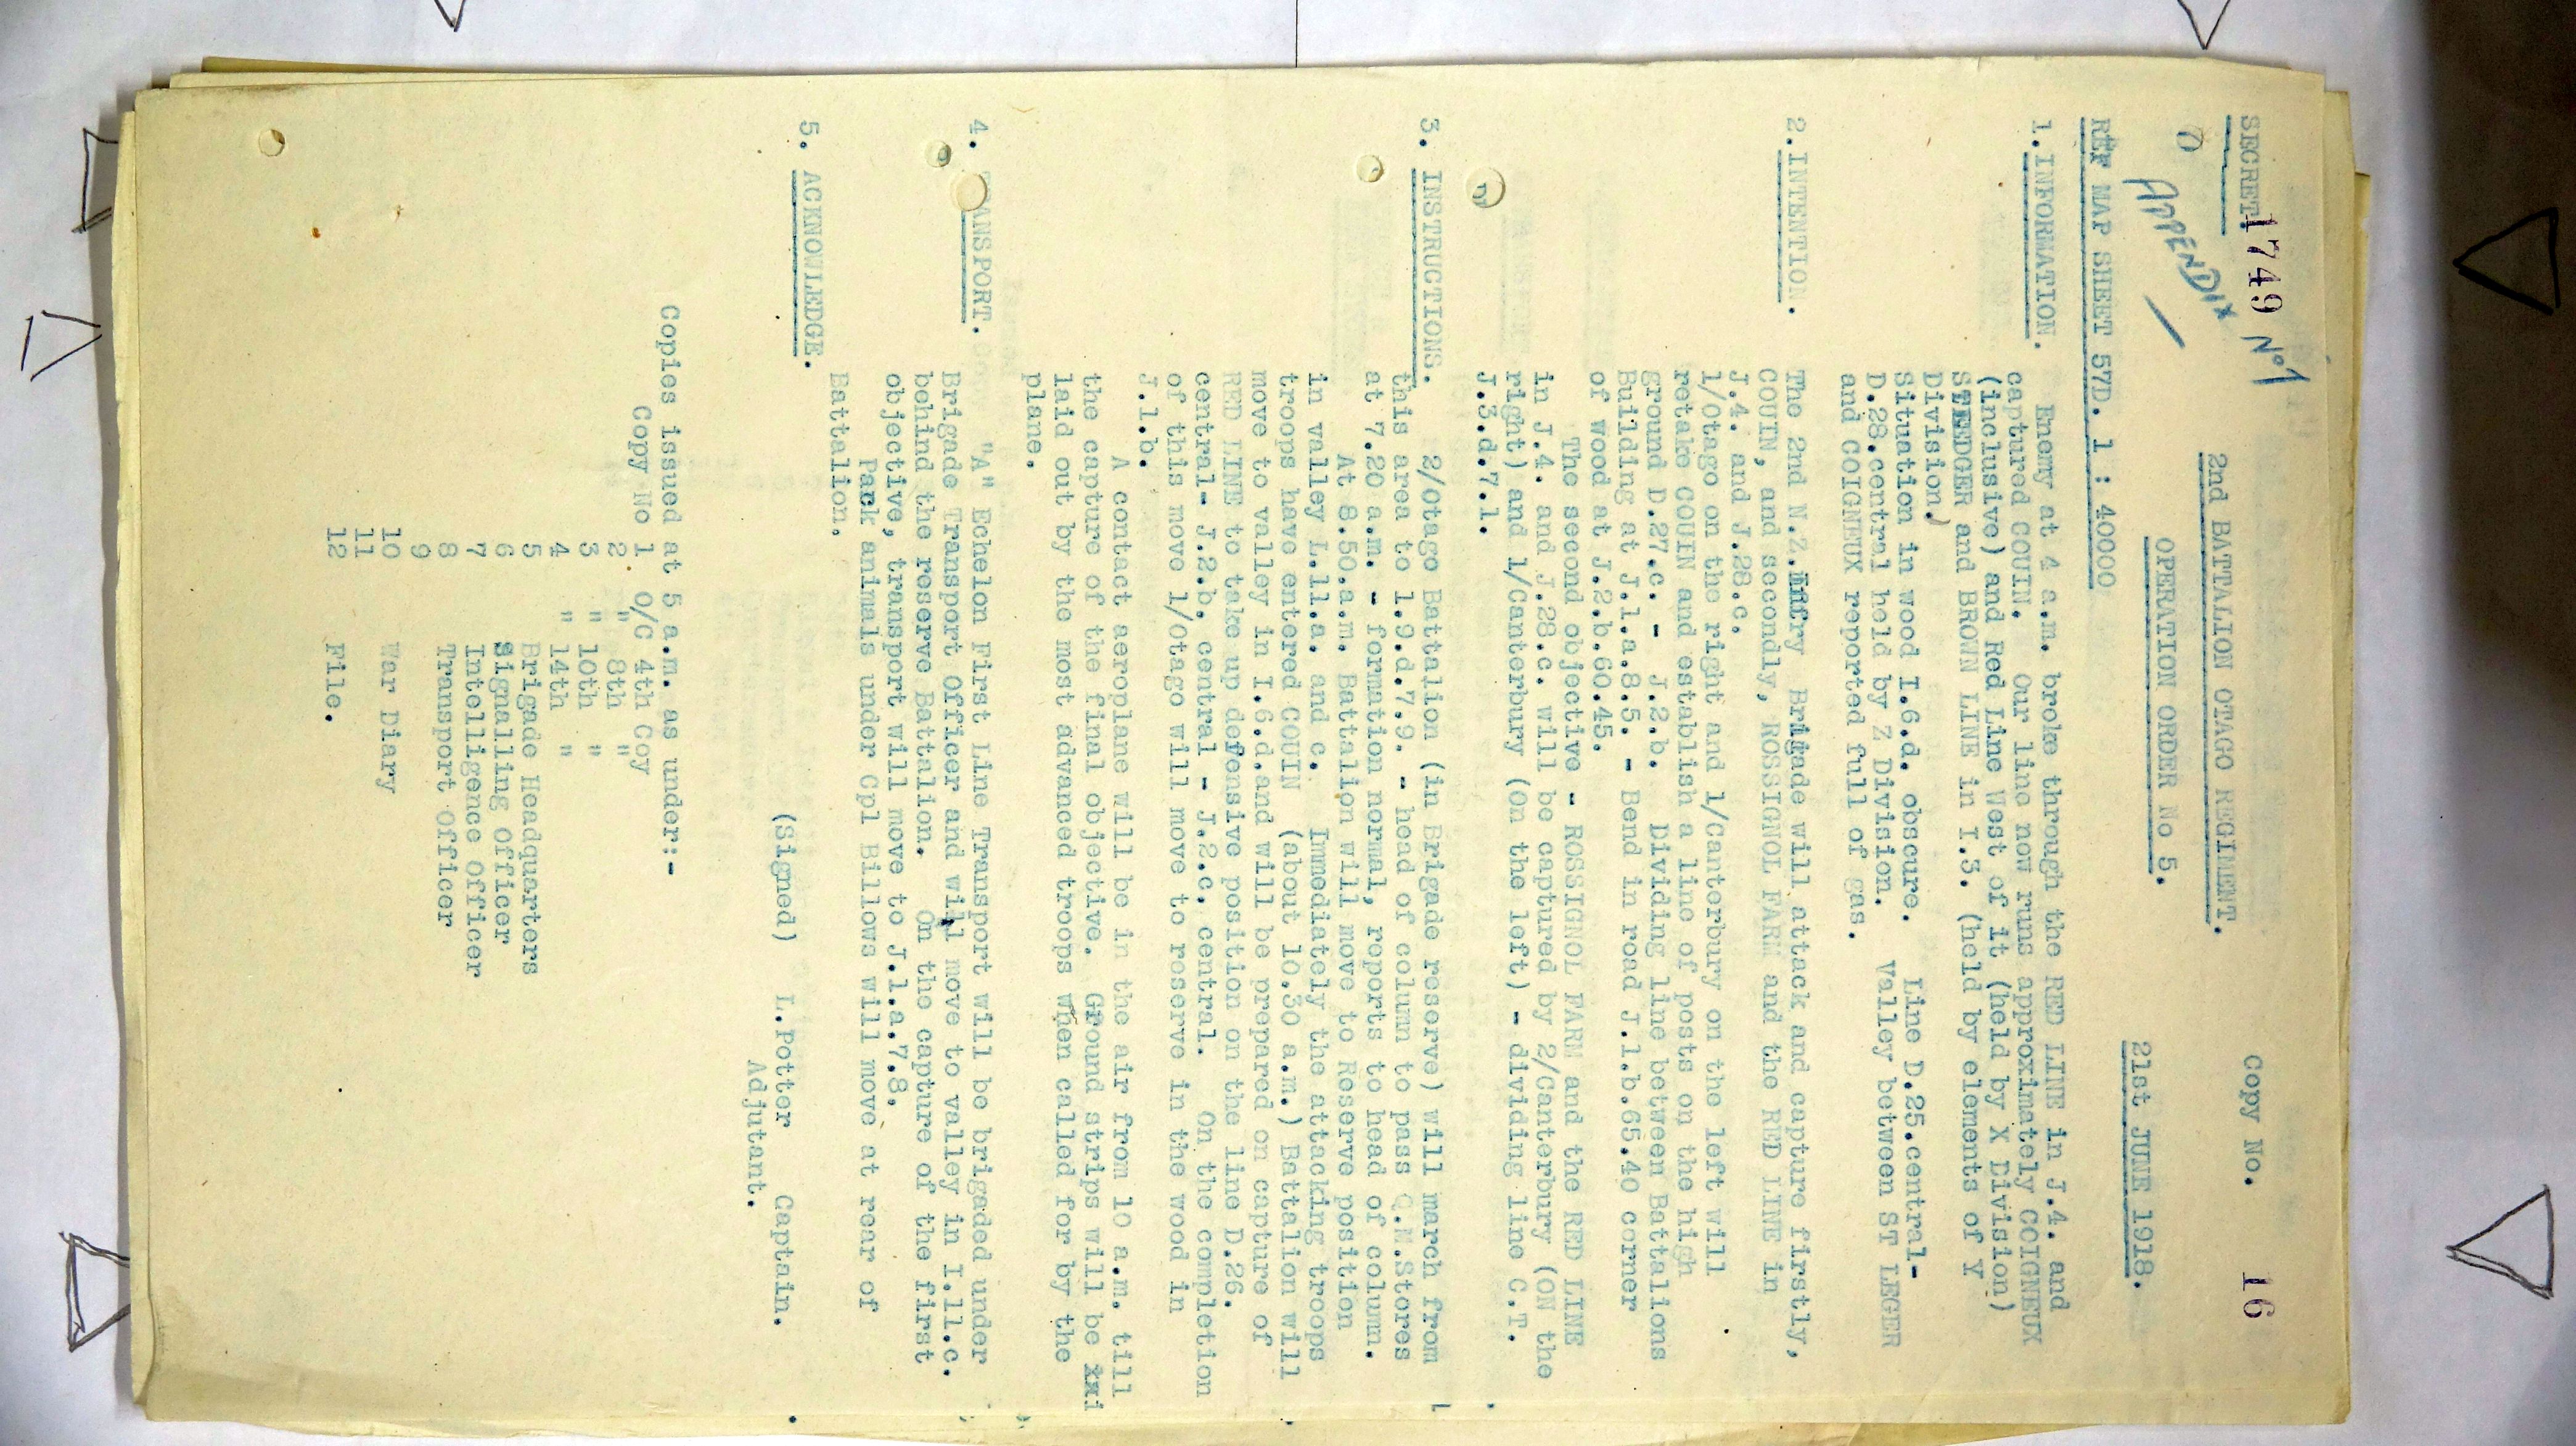 SECRET. 1749 No 1 Copy No. 16
2nd BATTALION OTAGO REGIMENT.
APPENDIX 1
OPERATION ORDER No 5.
21st JUNE 1918.
REF MAP SHEET 57D. 1 : 40000
1. INFORMATION. Enemy at 4 a.m. broke through the RED LINE in J.4. and
captured COUIN. Our line now runs approximately COIGNEUX
(inclusive) and Red Line West of it (held by X Division)
ST LEDGER and BROWN LINE in I.3. (held by elements of Y
Division)
Situation in wood I.6.d. obscure. Line D.25.central-
D.28.central held by Z Division. Valley between ST LEGER
and COIGNEUX reported full of gas.
2. INTENTION. The 2nd N.Z. Brigade will attack and capture firstly,
COUIN, and secondly, ROSSIGNOL FARM and the RED LINE in
J.4. and J.28.c.
1/Otago on the right and 1/Canterbury on the left will
retake COUIN and establish a line of posts on the high
ground D.27.c. - J.2.b. Dividing line between Battalions
Building at J.1.a.8.5. - Bend in road J.1.b.65.40 corner
of wood at J.2.b.60.45.
The second objective - ROSSIGNOL FARM and the RED LINE
in J.4. and J.28.c. will be captured by 2/Canterbury (ON the
right) and 1/Canterbury (On the left) - dividing line C.T.
J.3.d.7.1.
3. INSTRUCTIONS. 2/Otago Battalion (in Brigade reserve) will march from
this area to 1.9.d.7.9. - head of column to pass Q.M.Stores
at 7.20 a.m. - formation normal, reports to head of column.
At 8.50.a.m. Battalion will move to Reserve position
in valley L.11.a. and c. Immediately the attacking troops
troops have entered COUIN (about 10.30 a.m.) Battalion will
move to valley in I.6.d.and will be prepared on capture of
RED LINE to take up defensive position on the line D.26.
central- J.2.b. central - J.2.c. central. On the completion
of this move 1/Otago will move to reserve in the wood in
J.1.b.
A contact aeroplane will be in the air from 10 a.m. till
the capture of the final objective. Ground strips will be
laid out by the most advanced troops when called for by the
plane.
4. TRANSPORT. "A" Echelon First Line Transport will be brigaded under
Brigade Transport Officer and will move to valley in I.11.c.
behind the reserve Battalion. On the capture of the first
objective, transport will move to J.1.a.7.8.
Pack animals under Cpl Billows will move at rear of
Battalion.
5. ACKNOWLEDGE.
(Signed) L.Potter Captain.
Adjutant.
Copies issued at 5 a.m. as under:-
Copy No 1 O/C 4th Coy
2 " 8th "
3 " 10th "
4 " 14th "
5 Brigade Headquarters
6 Signalling Officer
7 Intelligence Officer
8 Transport Officer
9
10 War Diary
11
12 File.